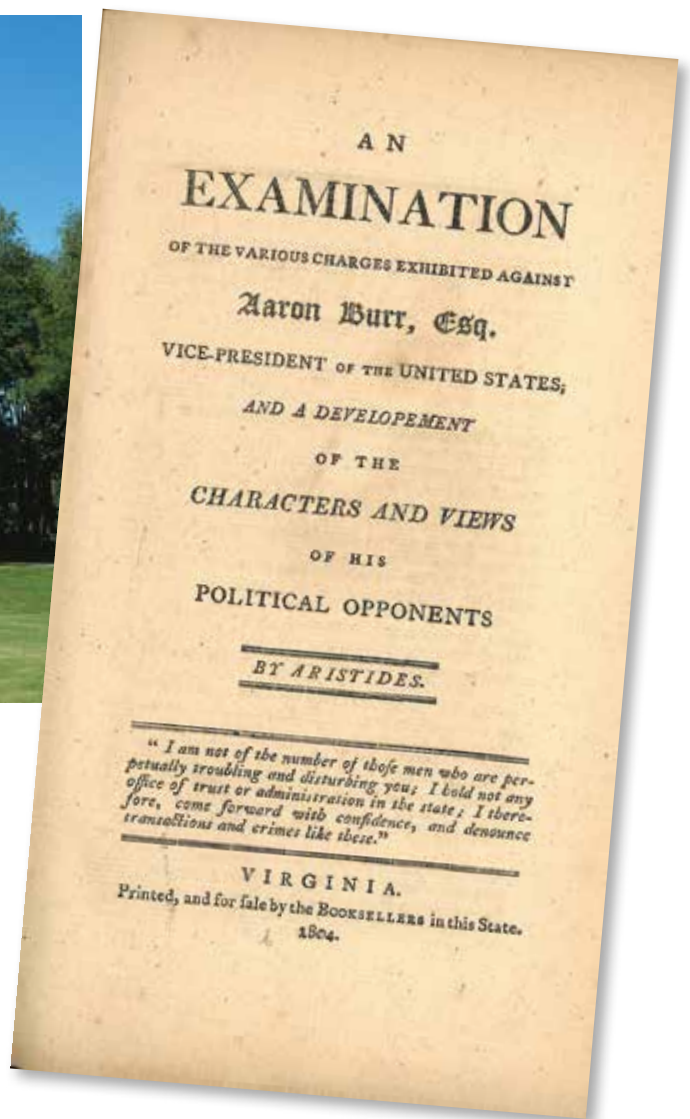 AN
EXAMINATION
OF THE VARIOUS CHARGES EXHIBITED AGAINST
Aaron Burr, Esq.
VICE-PRESIDENT OF THE UNITED STATES;
AND A DEVELOPEMENT
OF THE
CHARACTERS AND VIEWS
OF HIS
POLITICAL OPPONENTS
BY ARISTIDES.
“ I am not of the number of thoſe men who are per-
petually troubling and diſturbing you; I hold not any
office of truſt or adminiſtration in the ſtate; I there-
fore, come forward with confidence, and denounce
tranſactions and crimes like theſe.”
VIRGINIA.
Printed, and for ſale by the BOOKSELLERS in this State.
1804.